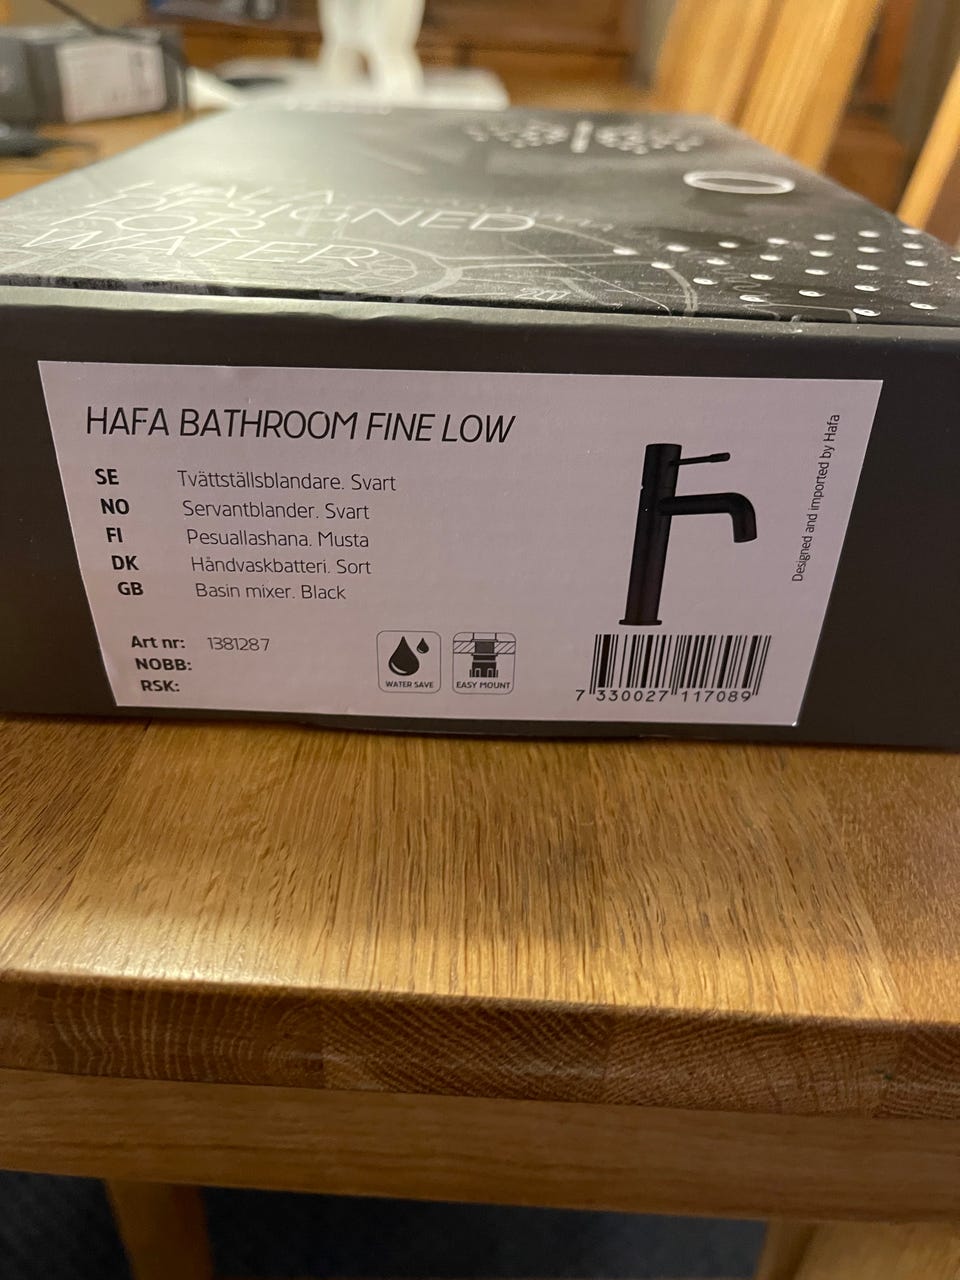 HAFA
DESIGNED
FOR
WATER
HAFA BATHROOM FINE LOW
SE Tvättställsblandare. Svart
NO Servantblander. Svart
FI Pesuallashana. Musta
DK Håndvaskbatteri. Sort
GB Basin mixer. Black
Art nr: 1381287
NOBB:
RSK:
WATER SAVE
EASY MOUNT
7 330027 117089
Designed and imported by Hafa